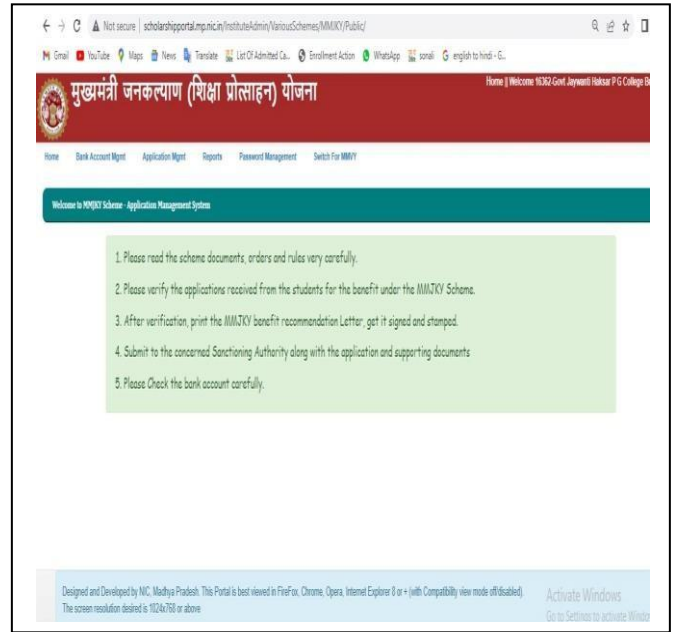 Not secure | scholarshipportal.mp.nic.in/InstituteAdmin/VariousSchemes/MMJKY/Public/
Gmail YouTube Maps News Translate List Of Admitted Ca... Enrollment Action WhatsApp sonali english to hindi - G...
मुख्यमंत्री जनकल्याण (शिक्षा प्रोत्साहन) योजना
Home || Welcome 16362-Govt Jaywanti Haksar P G College
Home Bank Account Mgmt Application Mgmt Reports Password Management Switch For MMVY
Welcome to MMJKY Scheme - Application Management System
1. Please read the scheme documents, orders and rules very carefully.
2. Please verify the applications received from the students for the benefit under the MMJKY Scheme.
3. After verification, print the MMJKY benefit recommendation Letter, get it signed and stamped.
4. Submit to the concerned Sanctioning Authority along with the application and supporting documents
5. Please Check the bank account carefully.
Designed and Developed by NIC, Madhya Pradesh. This Portal is best viewed in FireFox, Chrome, Opera, Internet Explorer 8 or + (with Compatibility view mode off/disabled).
The screen resolution desired is 1024x768 or above
Activate Windows
Go to Settings to activate Window